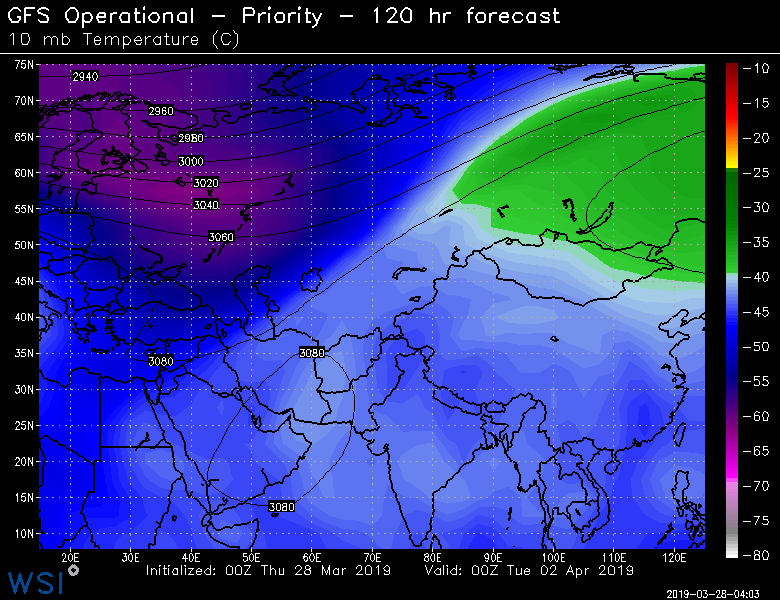 GFS Operational – Priority – 120 hr forecast
10 mb Temperature (C)
75N
70N
65N
60N
55N
50N
45N
40N
35N
30N
25N
20N
15N
10N
2940
2960
2980
3000
3020
3040
3060
3080
3080
3080
-10
-15
-20
-25
-30
-35
-40
-45
-50
-55
-60
-65
-70
-75
-80
20E 30E 40E 50E 60E 70E 80E 90E 100E 110E 120E
Initialized: 00Z Thu 28 Mar 2019 Valid: 00Z Tue 02 Apr 2019
WSI
2019-03-28-04:03